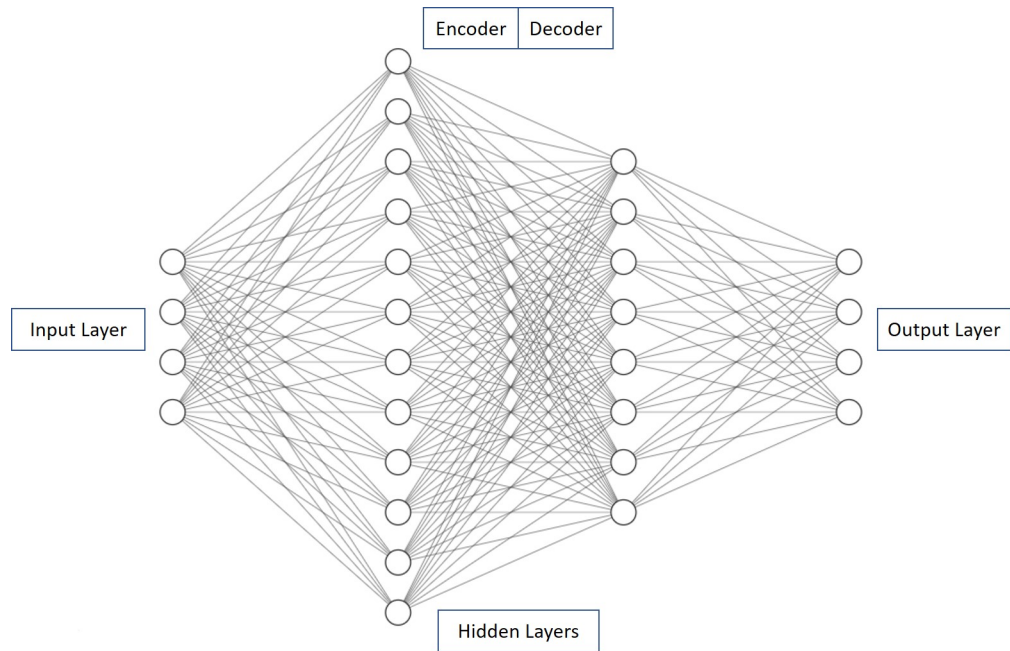 Encoder Decoder
Input Layer
Output Layer
Hidden Layers